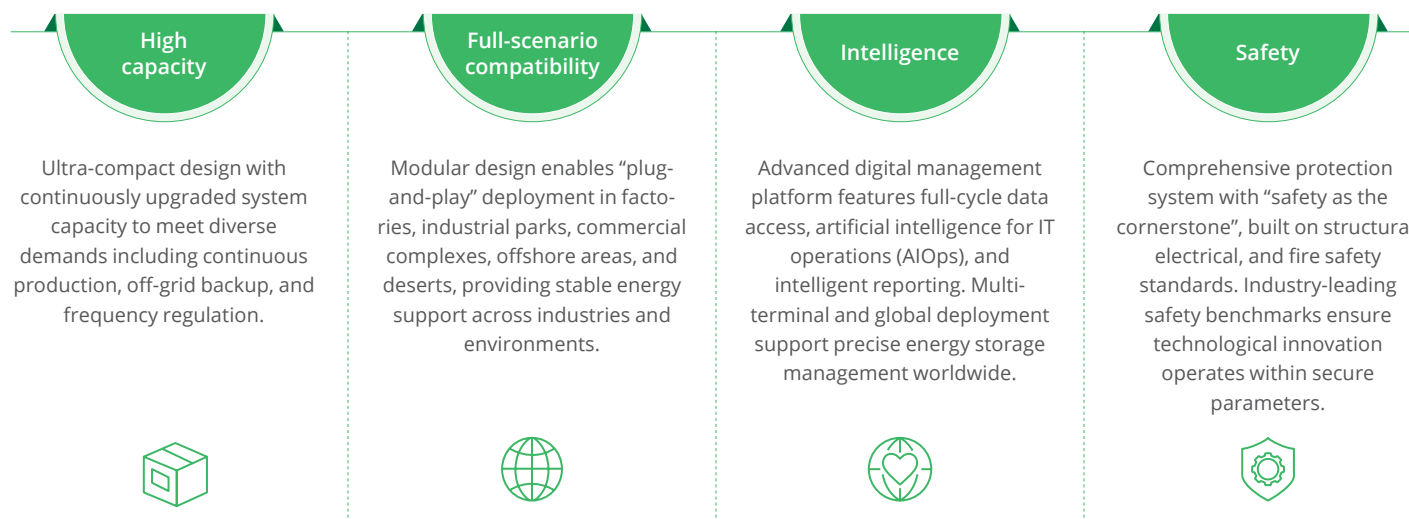 High
capacity
Ultra-compact design with
continuously upgraded system
capacity to meet diverse
demands including continuous
production, off-grid backup, and
frequency regulation.
Full-scenario
compatibility
Modular design enables “plug-
and-play” deployment in facto-
ries, industrial parks, commercial
complexes, offshore areas, and
deserts, providing stable energy
support across industries and
environments.
Intelligence
Advanced digital management
platform features full-cycle data
access, artificial intelligence for IT
operations (AIOps), and
intelligent reporting. Multi-
terminal and global deployment
support precise energy storage
management worldwide.
Safety
Comprehensive protection
system with “safety as the
cornerstone”, built on structura
electrical, and fire safety
standards. Industry-leading
safety benchmarks ensure
technological innovation
operates within secure
parameters.